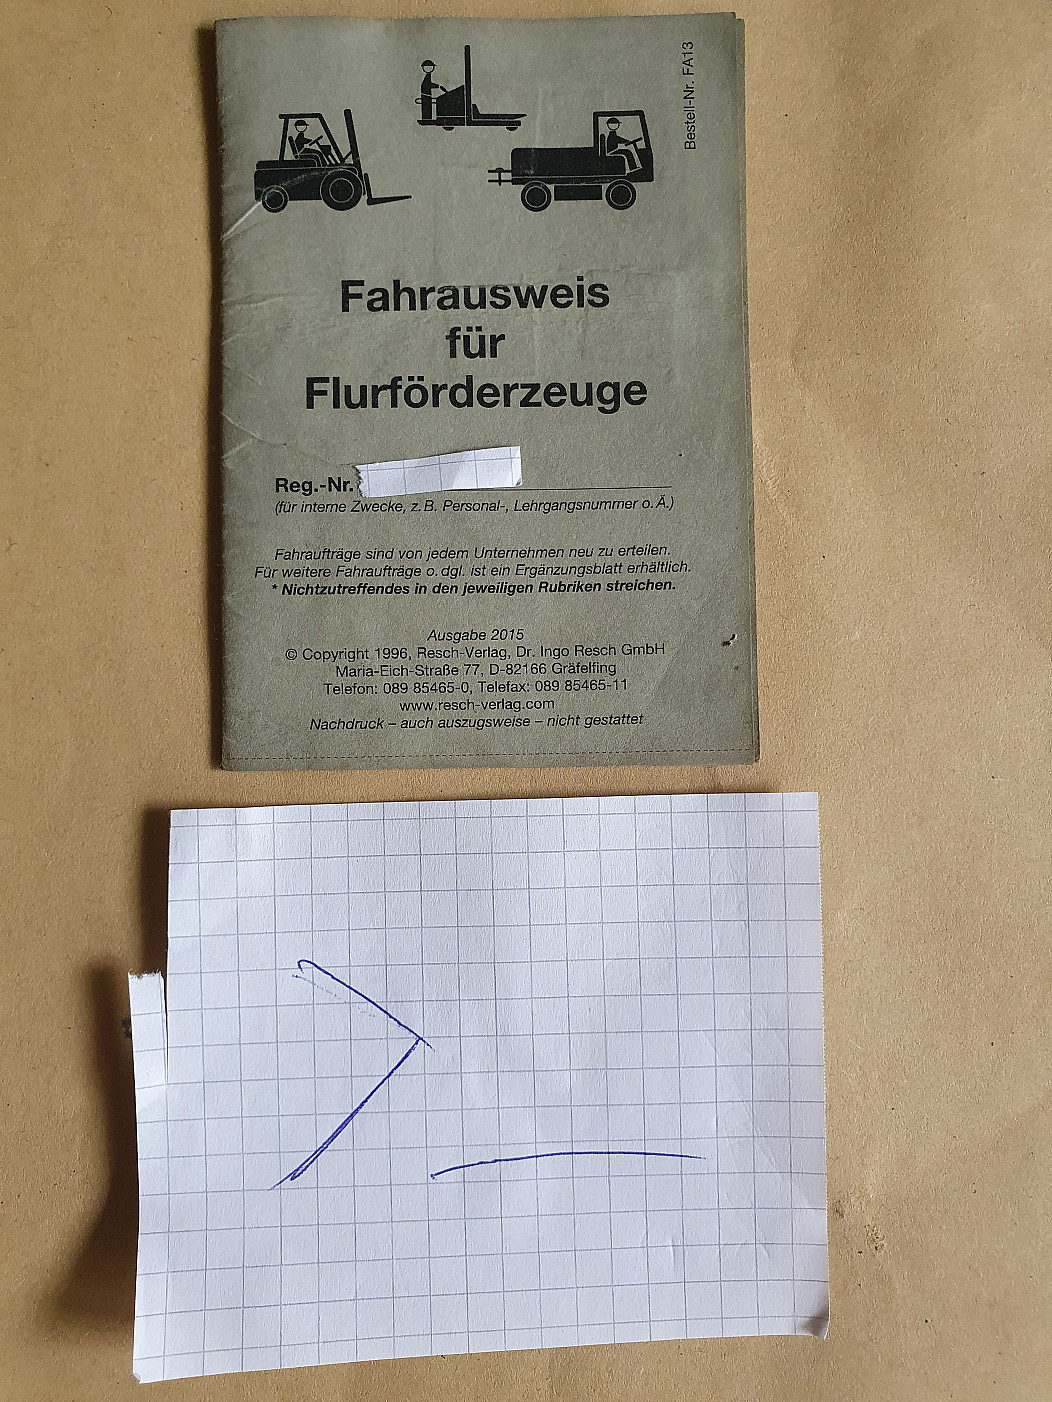 Bestell-Nr. FA13
Fahrausweis
für
Flurförderzeuge
Reg.-Nr.
(für interne Zwecke, z. B. Personal-, Lehrgangsnummer o. Ä.)
Fahraufträge sind von jedem Unternehmen neu zu erteilen.
Für weitere Fahraufträge o. dgl. ist ein Ergänzungsblatt erhältlich.
* Nichtzutreffendes in den jeweiligen Rubriken streichen.
Ausgabe 2015
© Copyright 1996, Resch-Verlag, Dr. Ingo Resch GmbH
Maria-Eich-Straße 77, D-82166 Gräfelfing
Telefon: 089 85465-0, Telefax: 089 85465-11
www.resch-verlag.com
Nachdruck – auch auszugsweise – nicht gestattet
>_